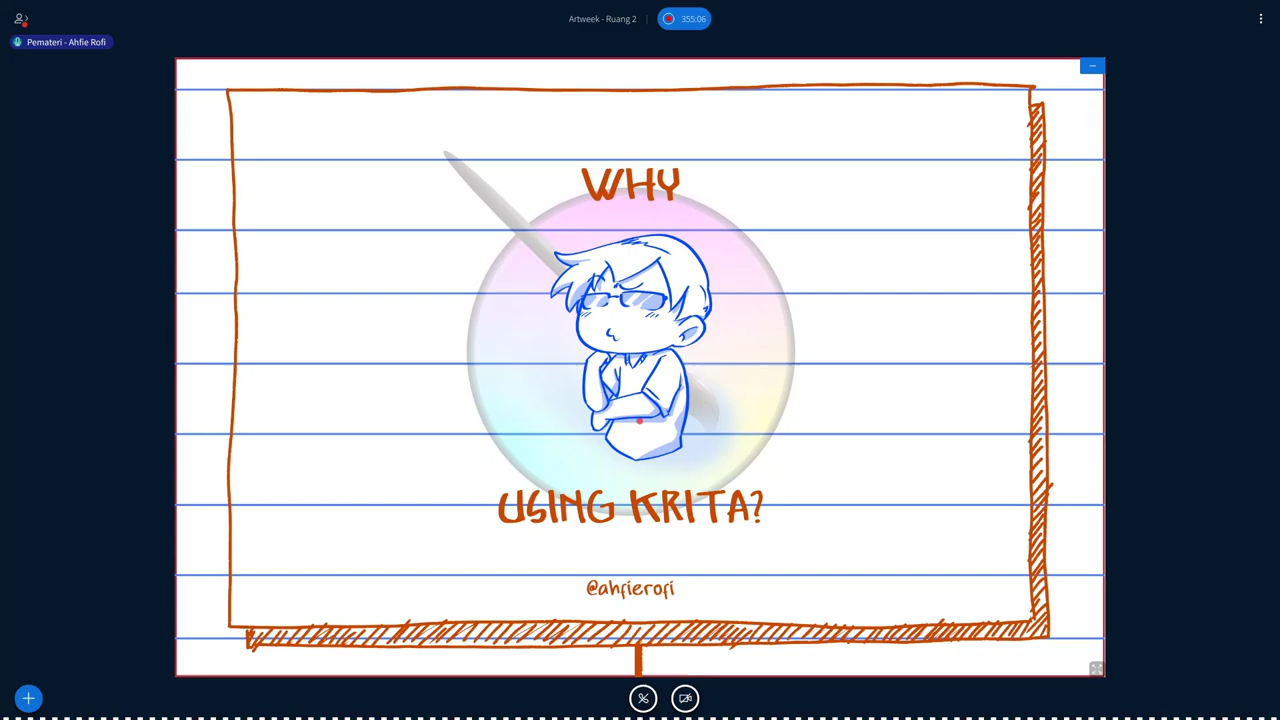 Artweek - Ruang 2
355:06
Pemateri - Ahfie Rofi
WHY
USING KRITA?
@ahfierofi